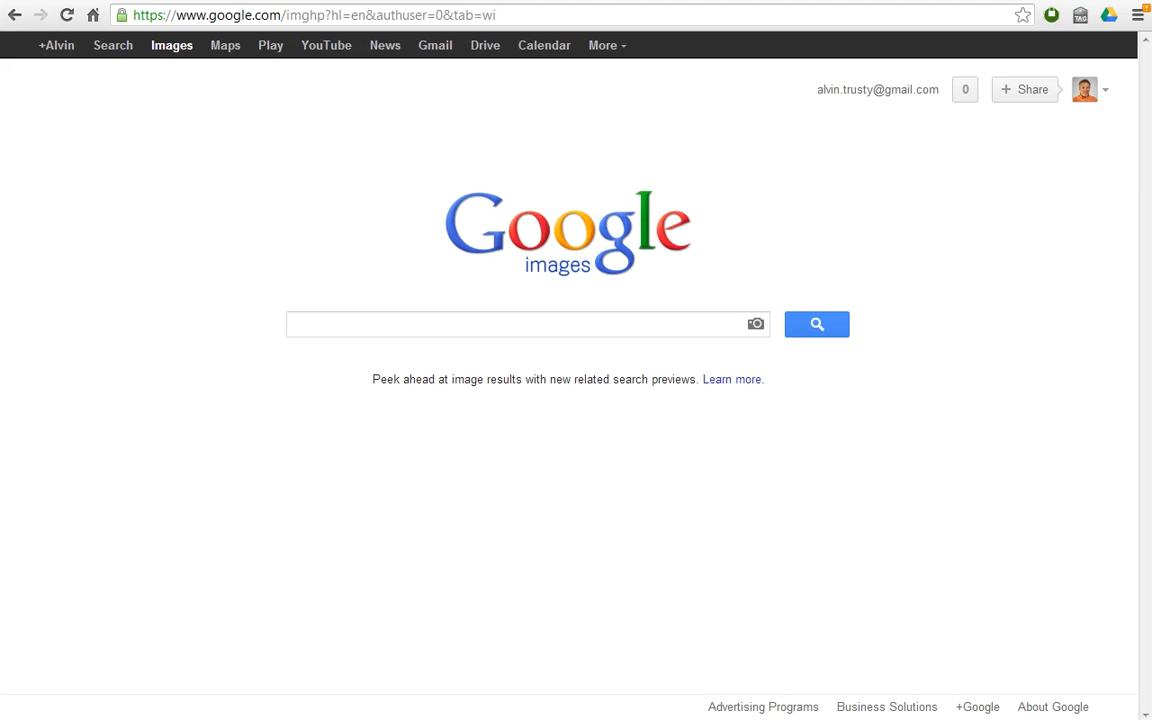 https://www.google.com/imghp?hl=en&authuser=0&tab=wi
TAG
+Alvin Search Images Maps Play YouTube News Gmail Drive Calendar More
alvin.trusty@gmail.com 0 + Share
Google
images
Peek ahead at image results with new related search previews. Learn more.
Advertising Programs Business Solutions +Google About Google